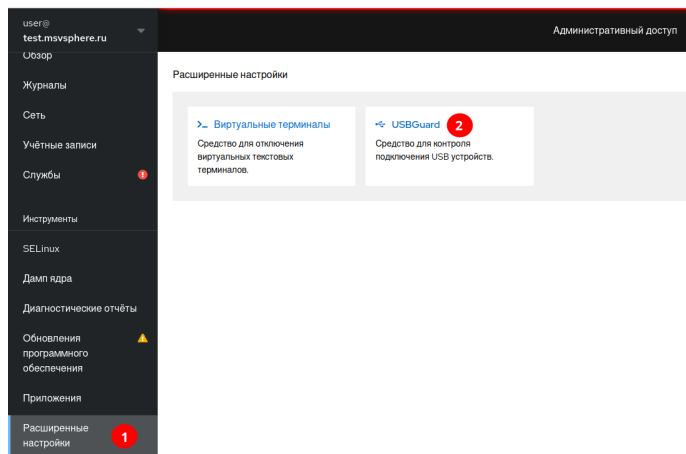 user@
test.msvsphere.ru
Административный доступ
Обзор
Журналы
Сеть
Учётные записи
Службы
Инструменты
SELinux
Дамп ядра
Диагностические отчёты
Обновления
программного
обеспечения
Приложения
Расширенные
настройки
1
Расширенные настройки
Виртуальные терминалы
Средство для отключения
виртуальных текстовых
терминалов.
USBGuard 2
Средство для контроля
подключения USB устройств.